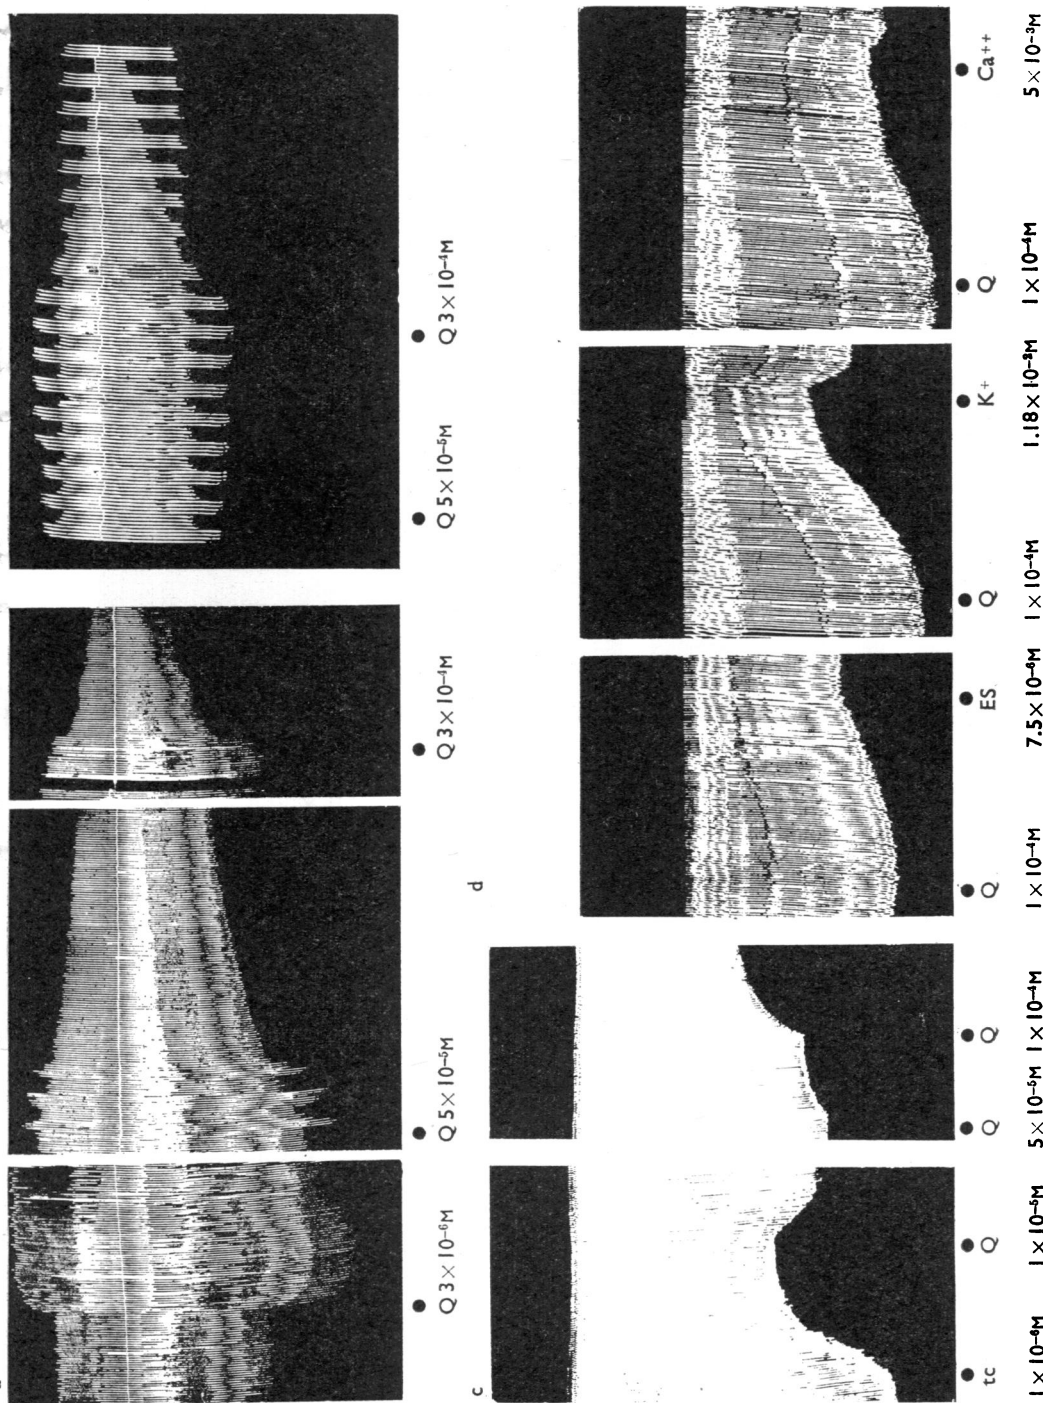 Q 3×10⁻⁶M Q 5×10⁻⁵M Q 3×10⁻⁴M Q 5×10⁻⁵M Q 3×10⁻⁴M
c d
tc Q Q Q Q ES Q K⁺ Q Ca⁺⁺
1×10⁻⁶M 1×10⁻⁵M 5×10⁻⁵M 1×10⁻⁴M 1×10⁻⁴M 7.5×10⁻⁶M 1×10⁻⁴M 1.18×10⁻²M 1×10⁻⁴M 5×10⁻³M